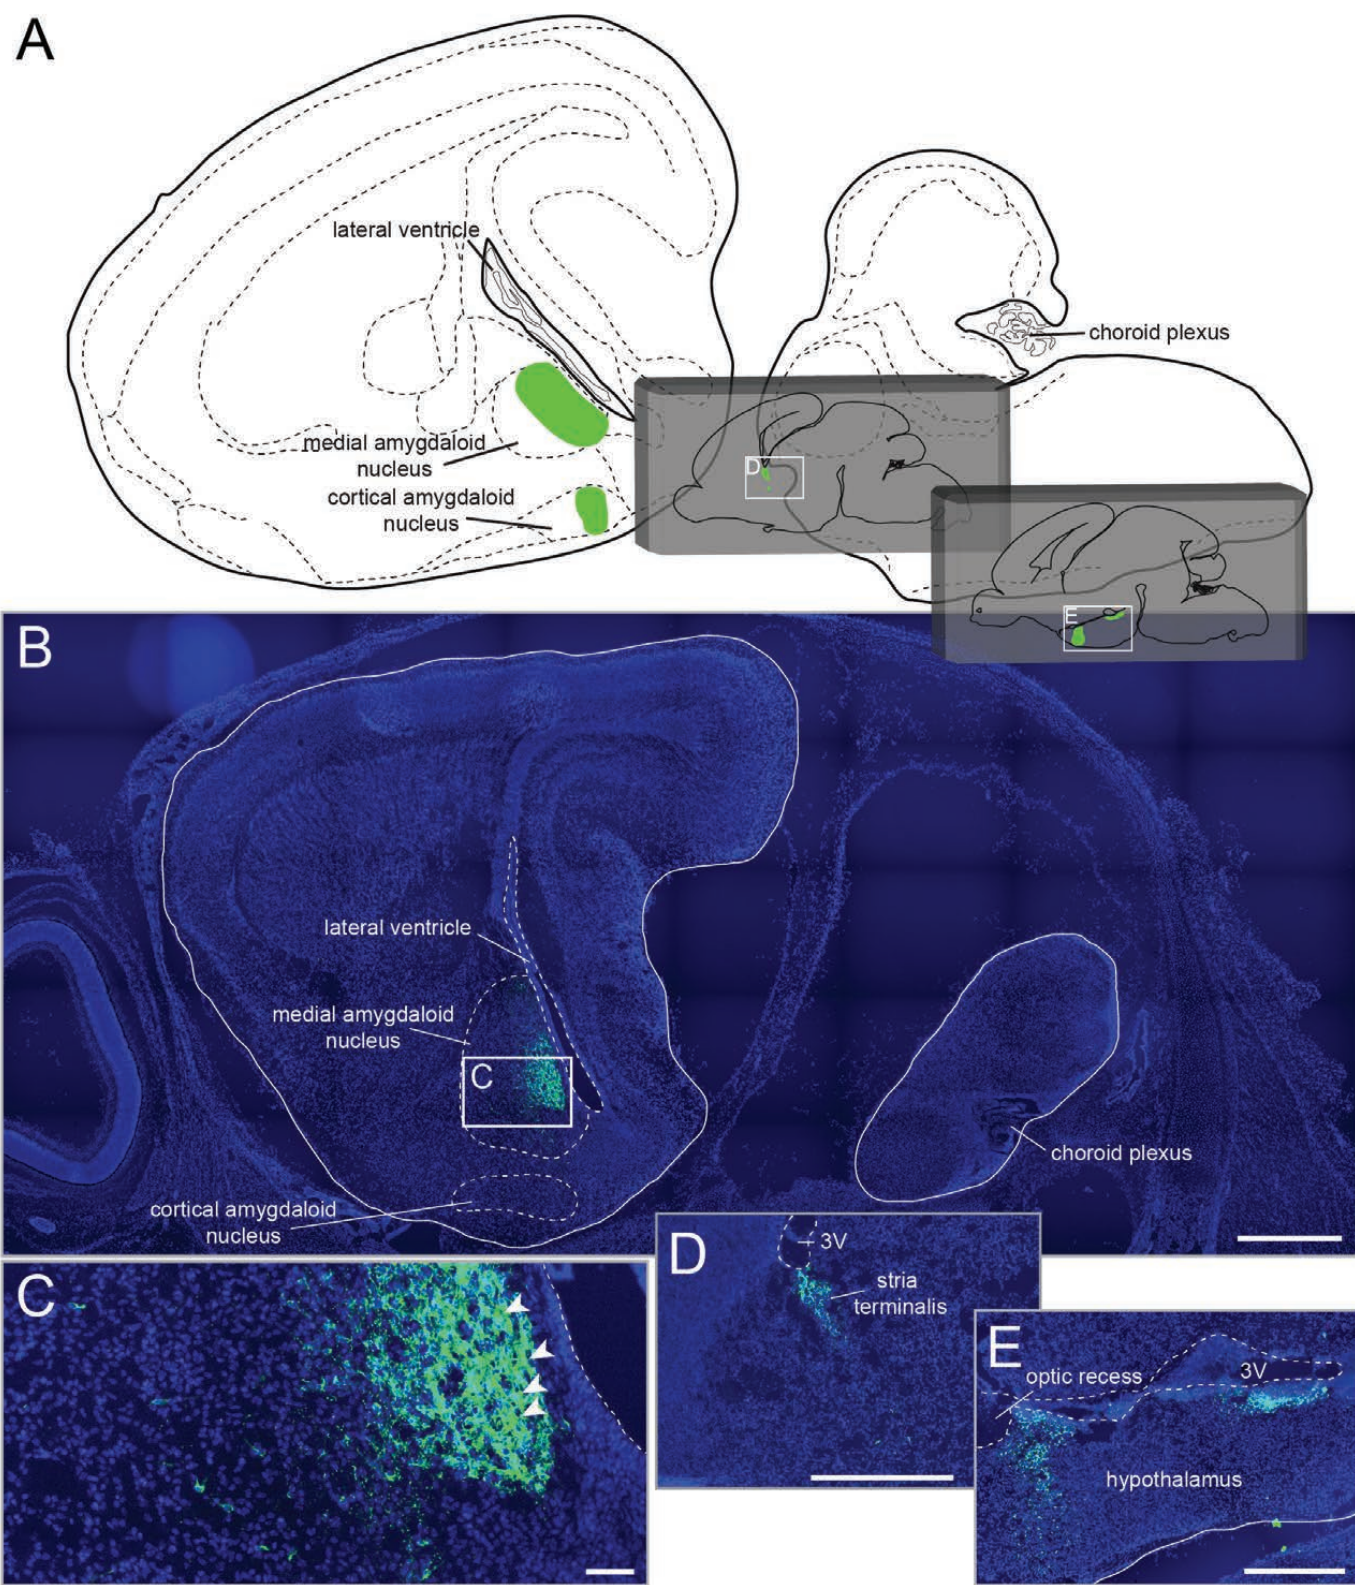 A
lateral ventricle
choroid plexus
medial amygdaloid
nucleus
cortical amygdaloid
nucleus
D
E
B
lateral ventricle
medial amygdaloid
nucleus
C
choroid plexus
cortical amygdaloid
nucleus
C
D
3V
stria
terminalis
E
optic recess
3V
hypothalamus